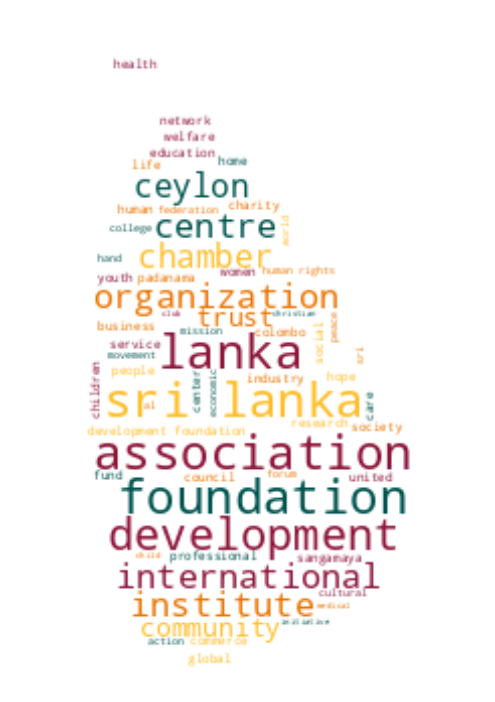 health
network
welfare
education
home
life
ceylon
human federation charity
college centre world
chamber
hand
women human rights
youth padanama
organization
trust
club christian
business mission colombo social peace
service lanka sri
movement
people center economic industry hope
children sri lanka care
al
research society
development foundation
association
fund council forum united
foundation
development
child professional sangamaya
international
cultural
institute medical
community initiative
action commerce
global